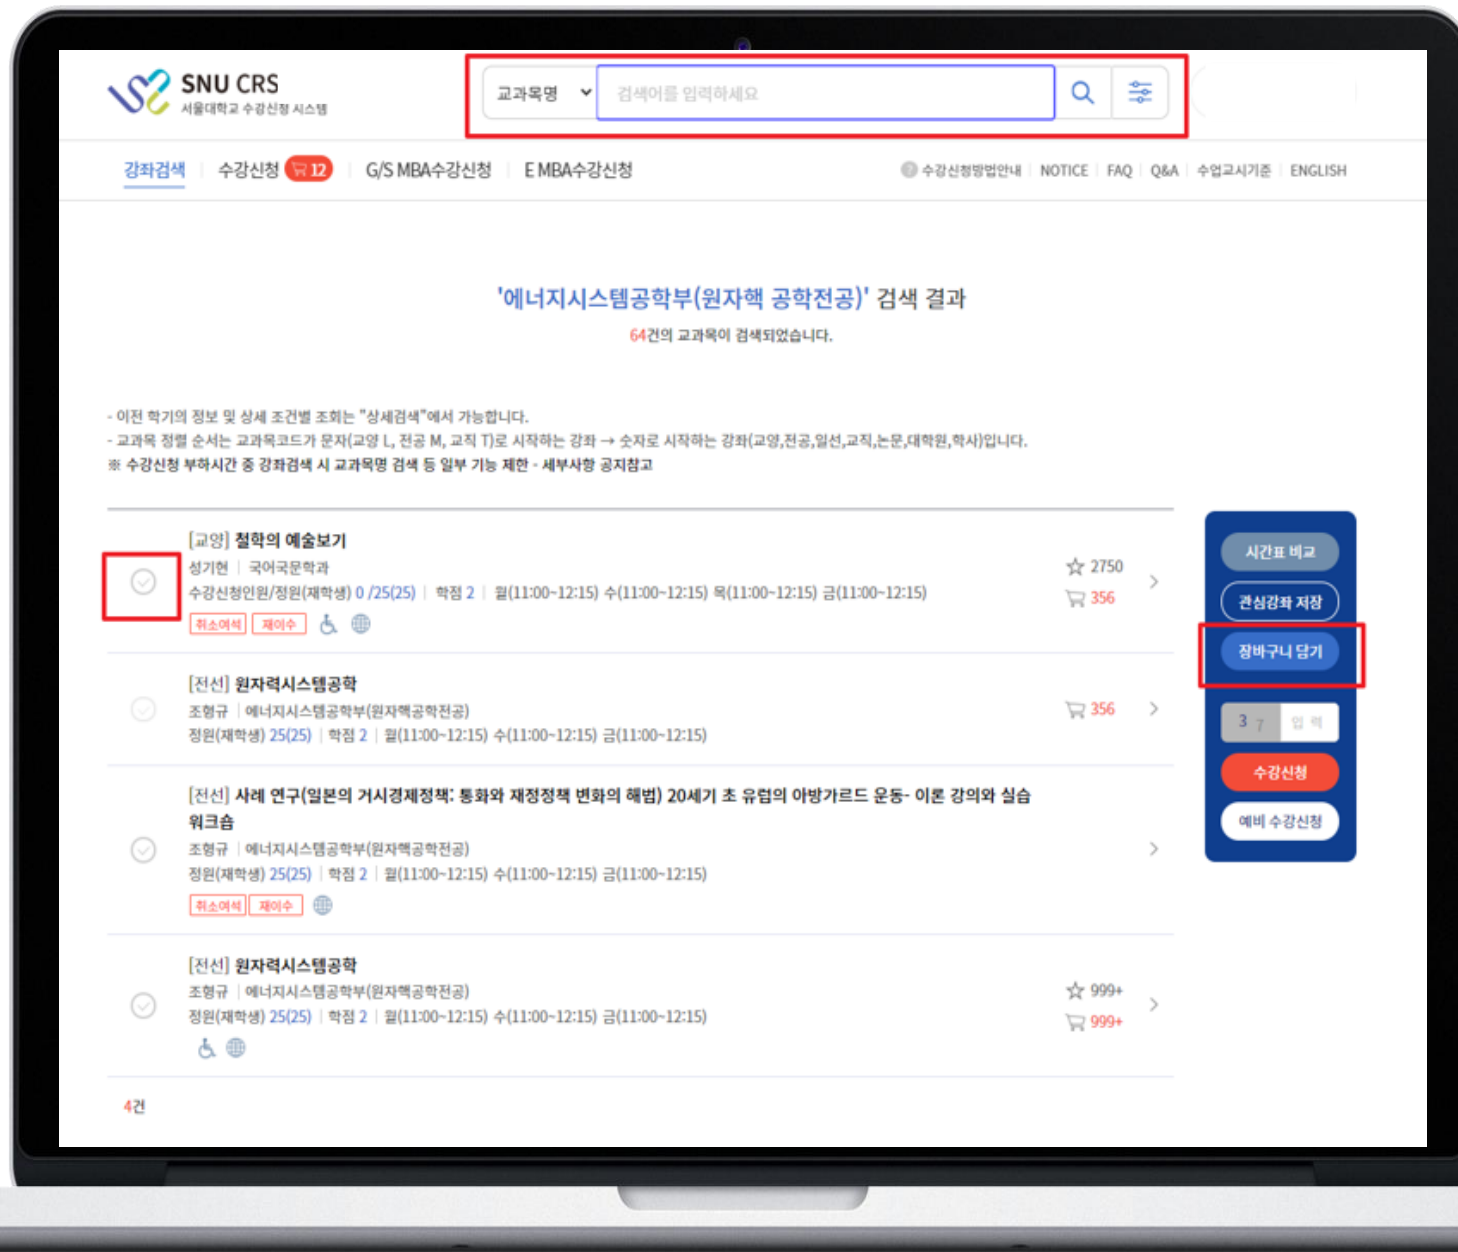 SNU CRS
서울대학교 수강신청 시스템
교과목명 검색어를 입력하세요
강좌검색 수강신청 12 G/S MBA수강신청 E MBA수강신청
수강신청방법안내 NOTICE FAQ Q&A 수업교시기준 ENGLISH
'에너지시스템공학부(원자핵 공학전공)' 검색 결과
64건의 교과목이 검색되었습니다.
- 이전 학기의 정보 및 상세 조건별 조회는 "상세검색"에서 가능합니다.
- 교과목 정렬 순서는 교과목코드가 문자(교양 L, 전공 M, 교직 T)로 시작하는 강좌 → 숫자로 시작하는 강좌(교양,전공,일선,교직,논문,대학원,학사)입니다.
※ 수강신청 부하시간 중 강좌검색 시 교과목명 검색 등 일부 기능 제한 - 세부사항 공지참고
[교양] 철학의 예술보기
성기현 국어국문학과
수강신청인원/정원(재학생) 0 /25(25) 학점 2 월(11:00~12:15) 수(11:00~12:15) 목(11:00~12:15) 금(11:00~12:15)
취소여석 재이수
2750
356
[전선] 원자력시스템공학
조형규 에너지시스템공학부(원자핵공학전공)
정원(재학생) 25(25) 학점 2 월(11:00~12:15) 수(11:00~12:15) 금(11:00~12:15)
356
[전선] 사례 연구(일본의 거시경제정책: 통화와 재정정책 변화의 해법) 20세기 초 유럽의 아방가르드 운동- 이론 강의와 실습
워크숍
조형규 에너지시스템공학부(원자핵공학전공)
정원(재학생) 25(25) 학점 2 월(11:00~12:15) 수(11:00~12:15) 금(11:00~12:15)
취소여석 재이수
[전선] 원자력시스템공학
조형규 에너지시스템공학부(원자핵공학전공)
정원(재학생) 25(25) 학점 2 월(11:00~12:15) 수(11:00~12:15) 금(11:00~12:15)
999+
999+
4건
시간표 비교
관심강좌 저장
장바구니 담기
3 7 입력
수강신청
예비 수강신청